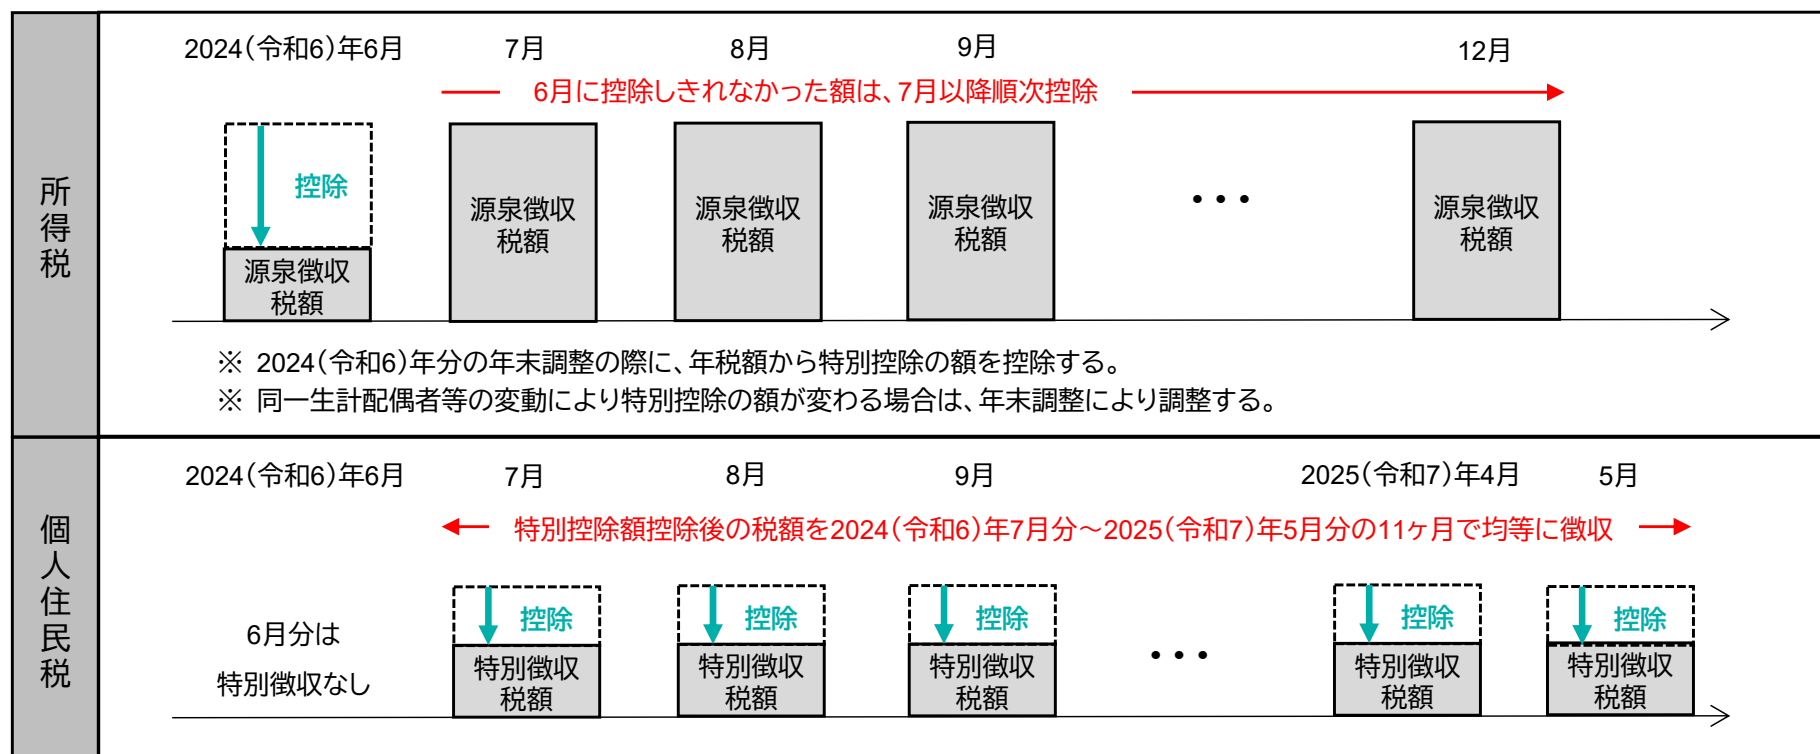 所得税
2024(令和6)年6月
7月
8月
9月
12月
6月に控除しきれなかった額は、7月以降順次控除
控除
源泉徴収
税額
源泉徴収
税額
源泉徴収
税額
源泉徴収
税額
・・・
源泉徴収
税額
※ 2024(令和6)年分の年末調整の際に、年税額から特別控除の額を控除する。
※ 同一生計配偶者等の変動により特別控除の額が変わる場合は、年末調整により調整する。
個人住民税
2024(令和6)年6月
7月
8月
9月
2025(令和7)年4月
5月
特別控除額控除後の税額を2024(令和6)年7月分~2025(令和7)年5月分の11ヶ月で均等に徴収
6月分は
特別徴収なし
控除
特別徴収
税額
控除
特別徴収
税額
控除
特別徴収
税額
・・・
控除
特別徴収
税額
控除
特別徴収
税額